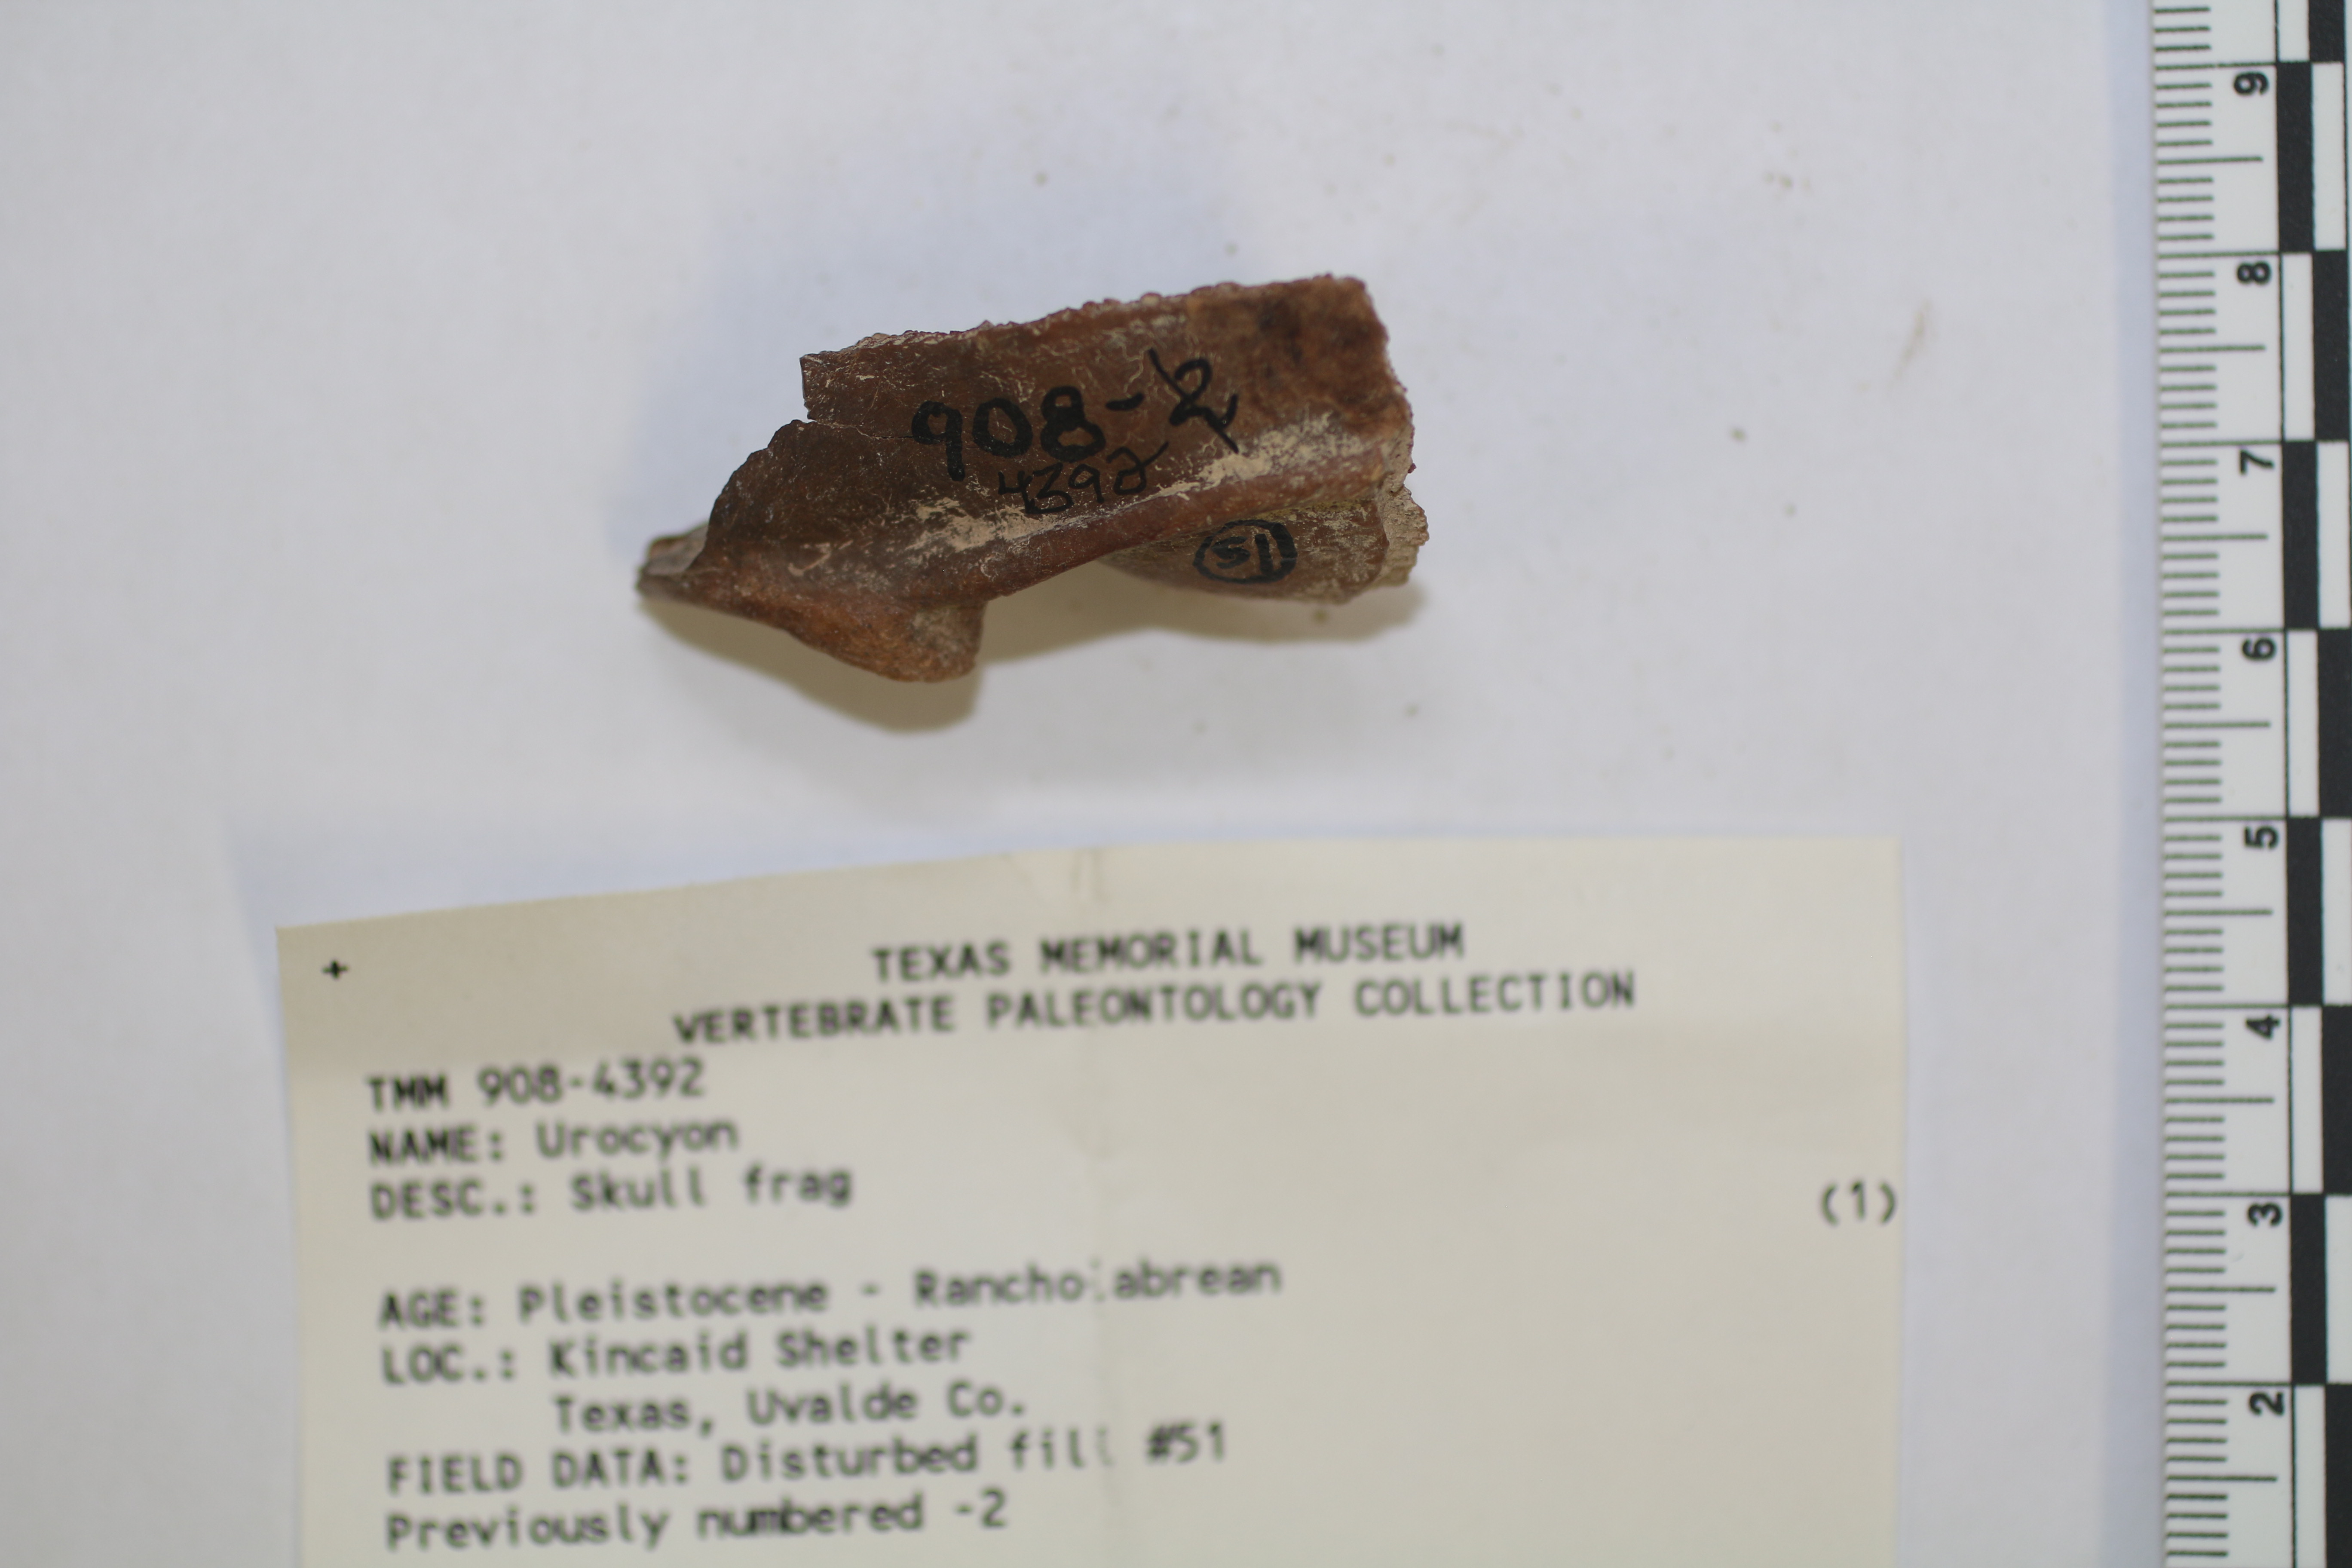 908-2
4392
51
TEXAS MEMORIAL MUSEUM
VERTEBRATE PALEONTOLOGY COLLECTION
TMM 908-4392
NAME: Urocyon
DESC.: Skull frag
(1)
AGE: Pleistocene - Rancholabrean
LOC.: Kincaid Shelter
Texas, Uvalde Co.
FIELD DATA: Disturbed fill #51
Previously numbered -2
9
8
7
6
5
4
3
2